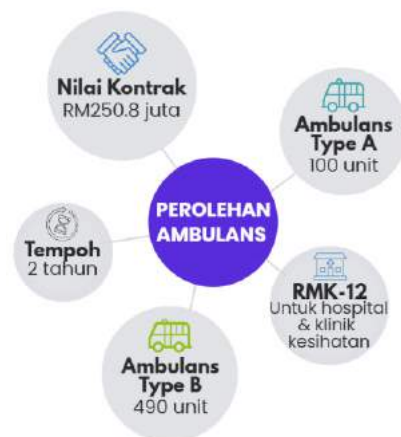 Nilai Kontrak
RM250.8 juta
Ambulans
Type A
100 unit
PEROLEHAN
AMBULANS
Tempoh
2 tahun
RMK-12
Untuk hospital
& klinik
kesihatan
Ambulans
Type B
490 unit